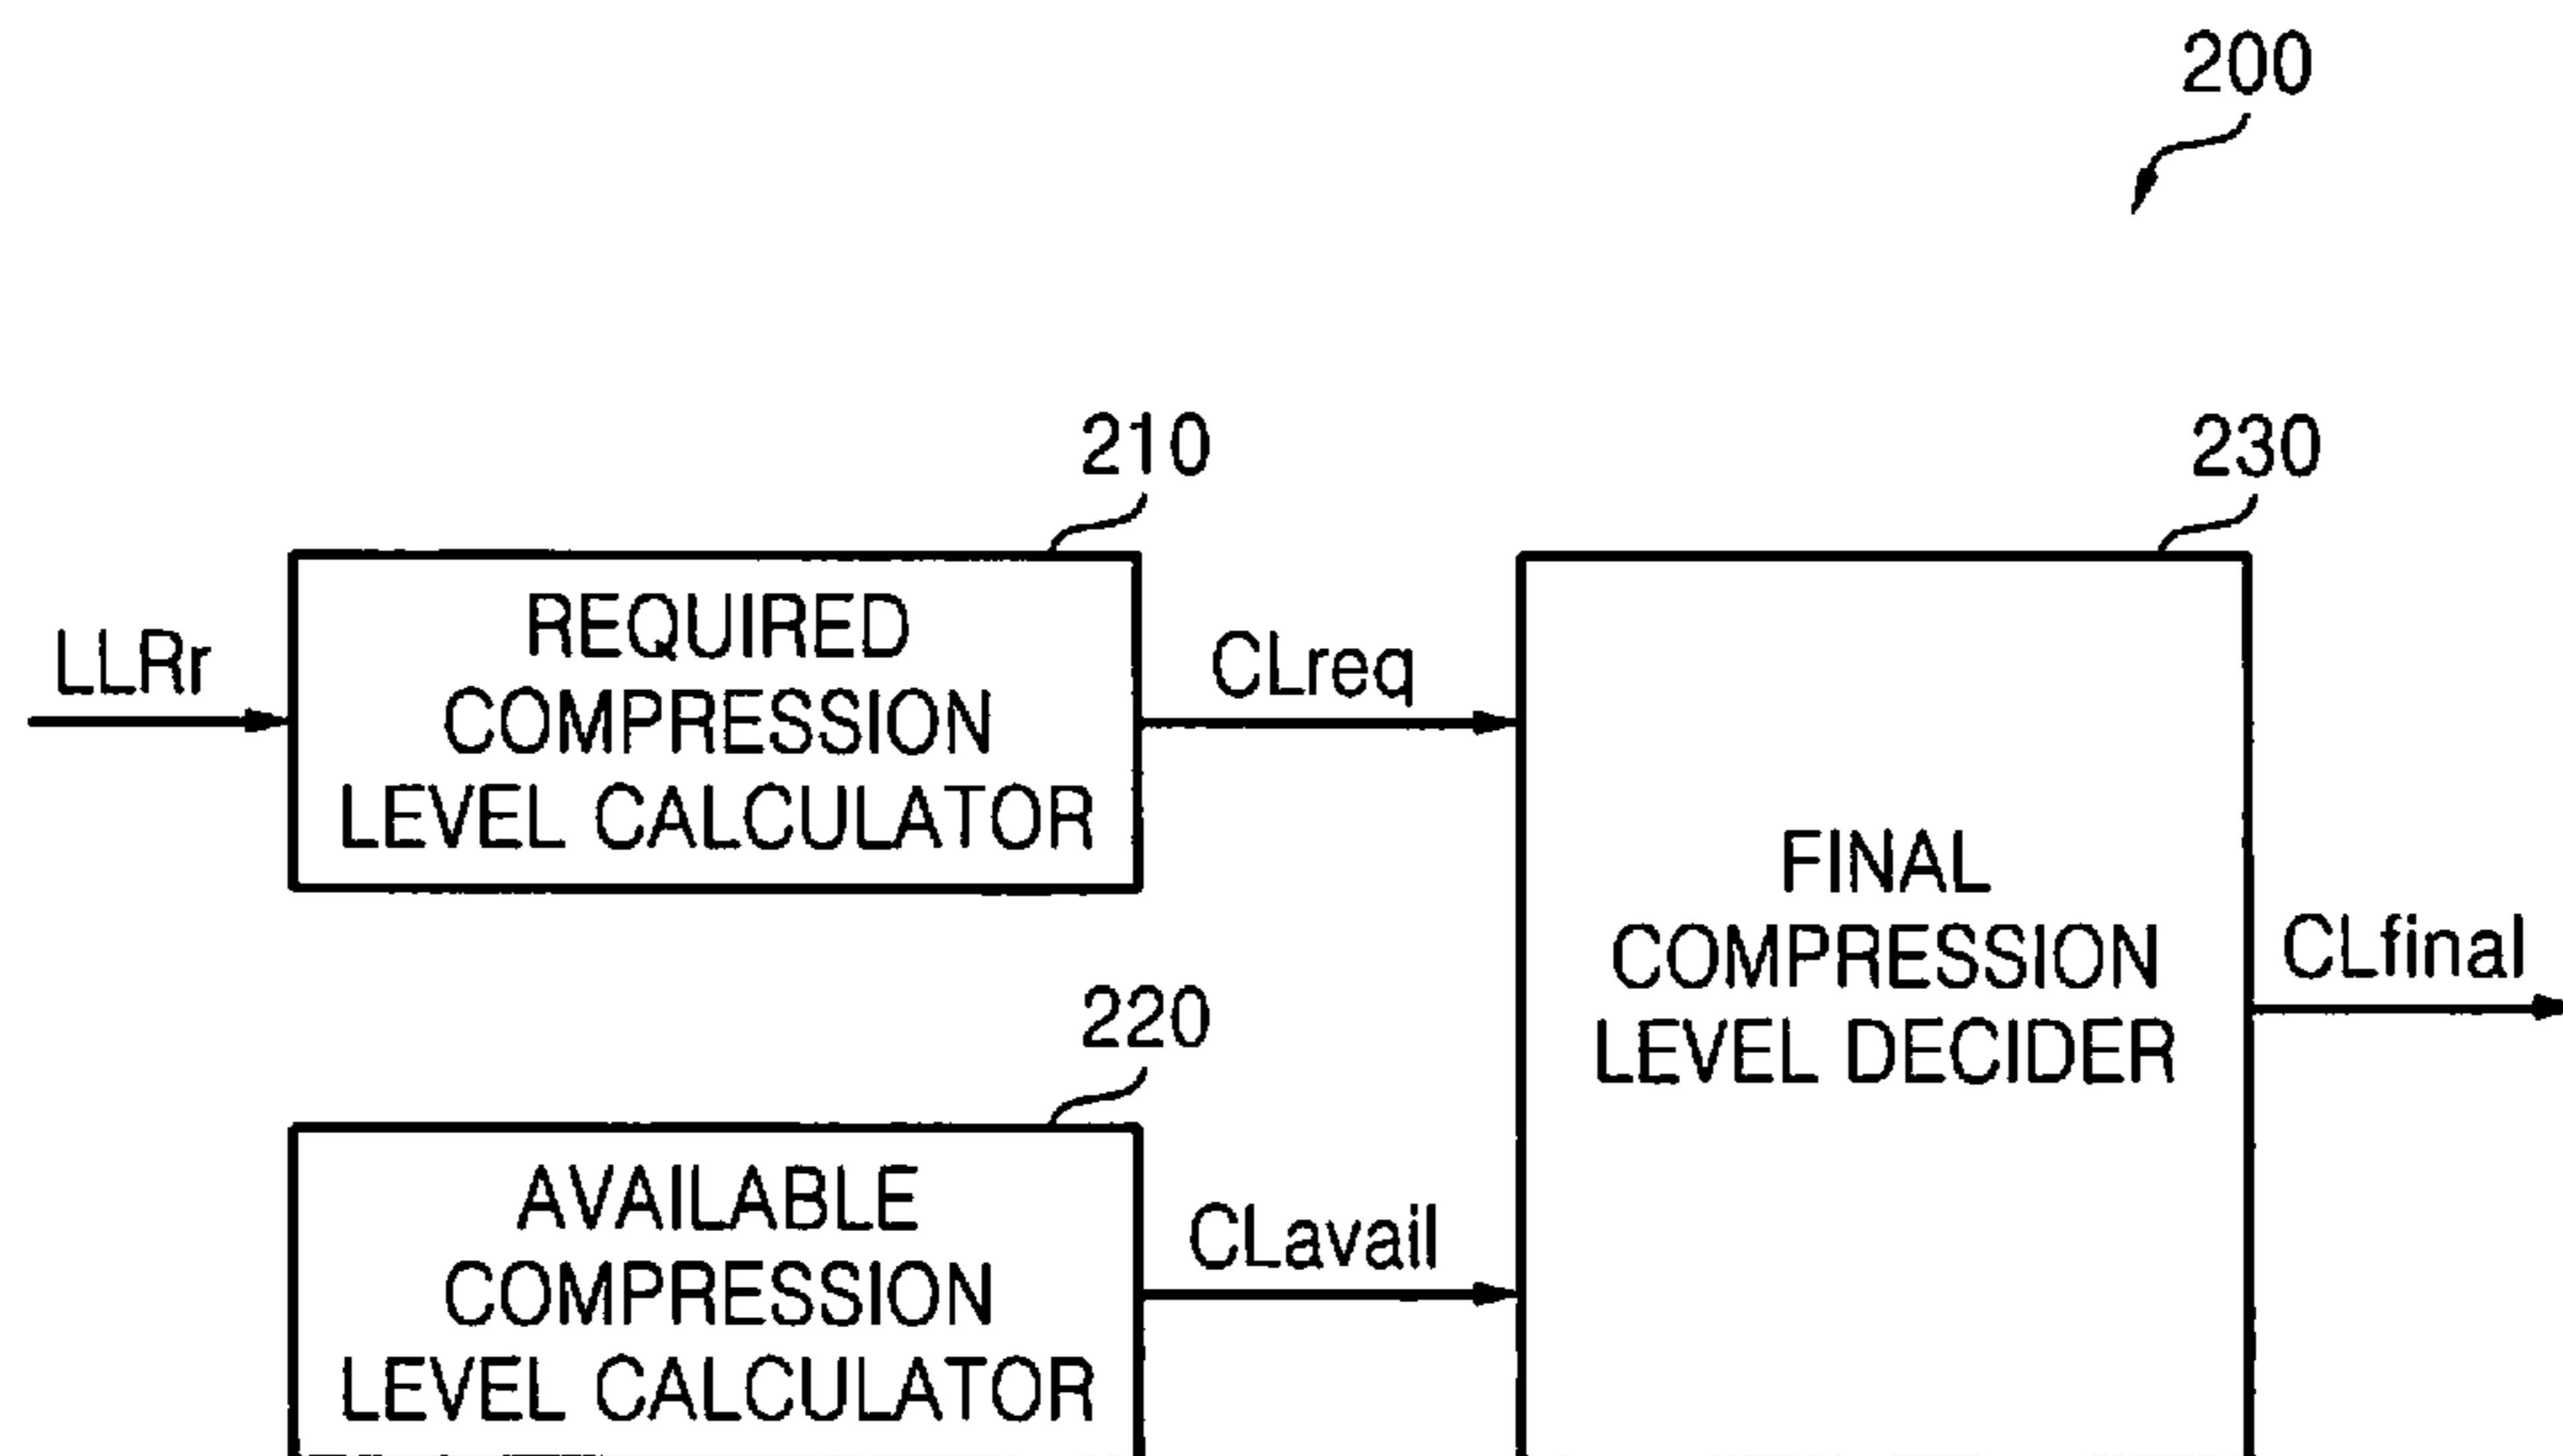 200
210
230
LLRr
REQUIRED
COMPRESSION
LEVEL CALCULATOR
CLreq
FINAL
COMPRESSION
LEVEL DECIDER
CLfinal
220
AVAILABLE
COMPRESSION
LEVEL CALCULATOR
CLavail